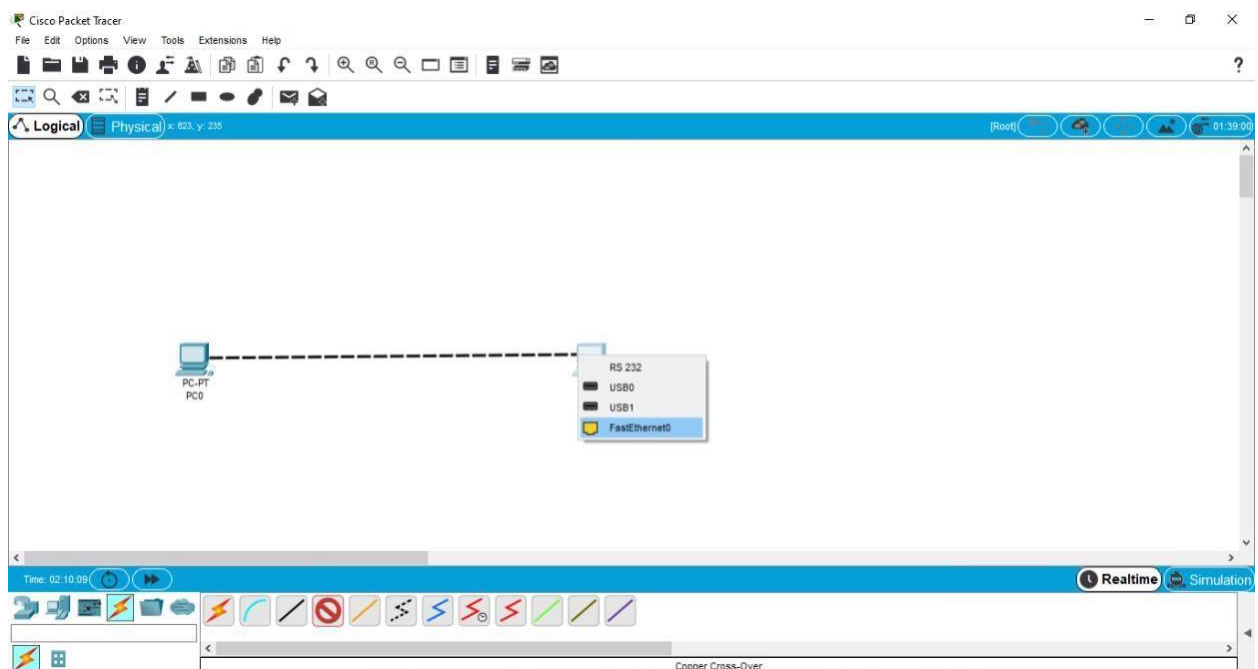 Cisco Packet Tracer
File Edit Options View Tools Extensions Help
?
Logical Physical x: 623, y: 235 [Root] 01:39:00
PC-PT
PC0
RS 232
USB0
USB1
FastEthernet0
Time: 02:10:09 Realtime Simulation
Copper Cross-Over